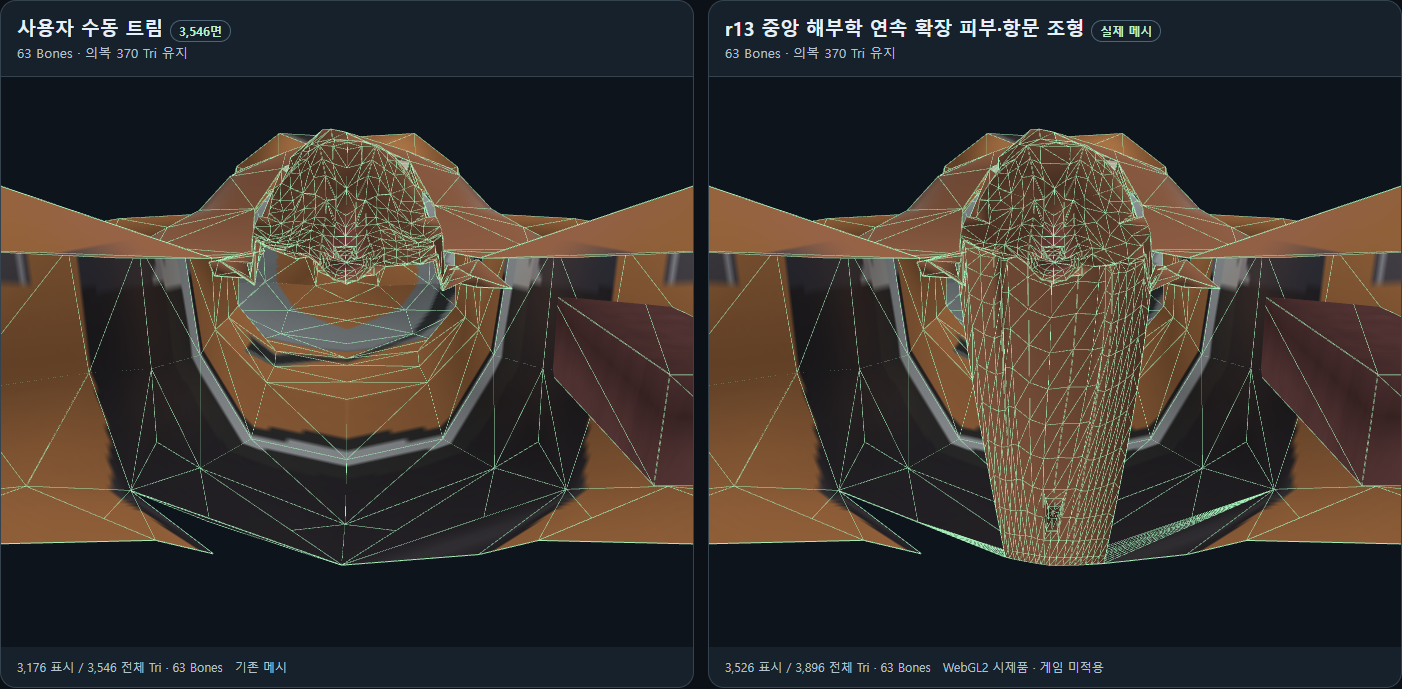 사용자 수동 트림 3,546면
63 Bones · 의복 370 Tri 유지
3,176 표시 / 3,546 전체 Tri · 63 Bones 기존 메시
r13 중앙 해부학 연속 확장 피부·항문 조형 실제 메시
63 Bones · 의복 370 Tri 유지
3,526 표시 / 3,896 전체 Tri · 63 Bones WebGL2 시제품 · 게임 미적용